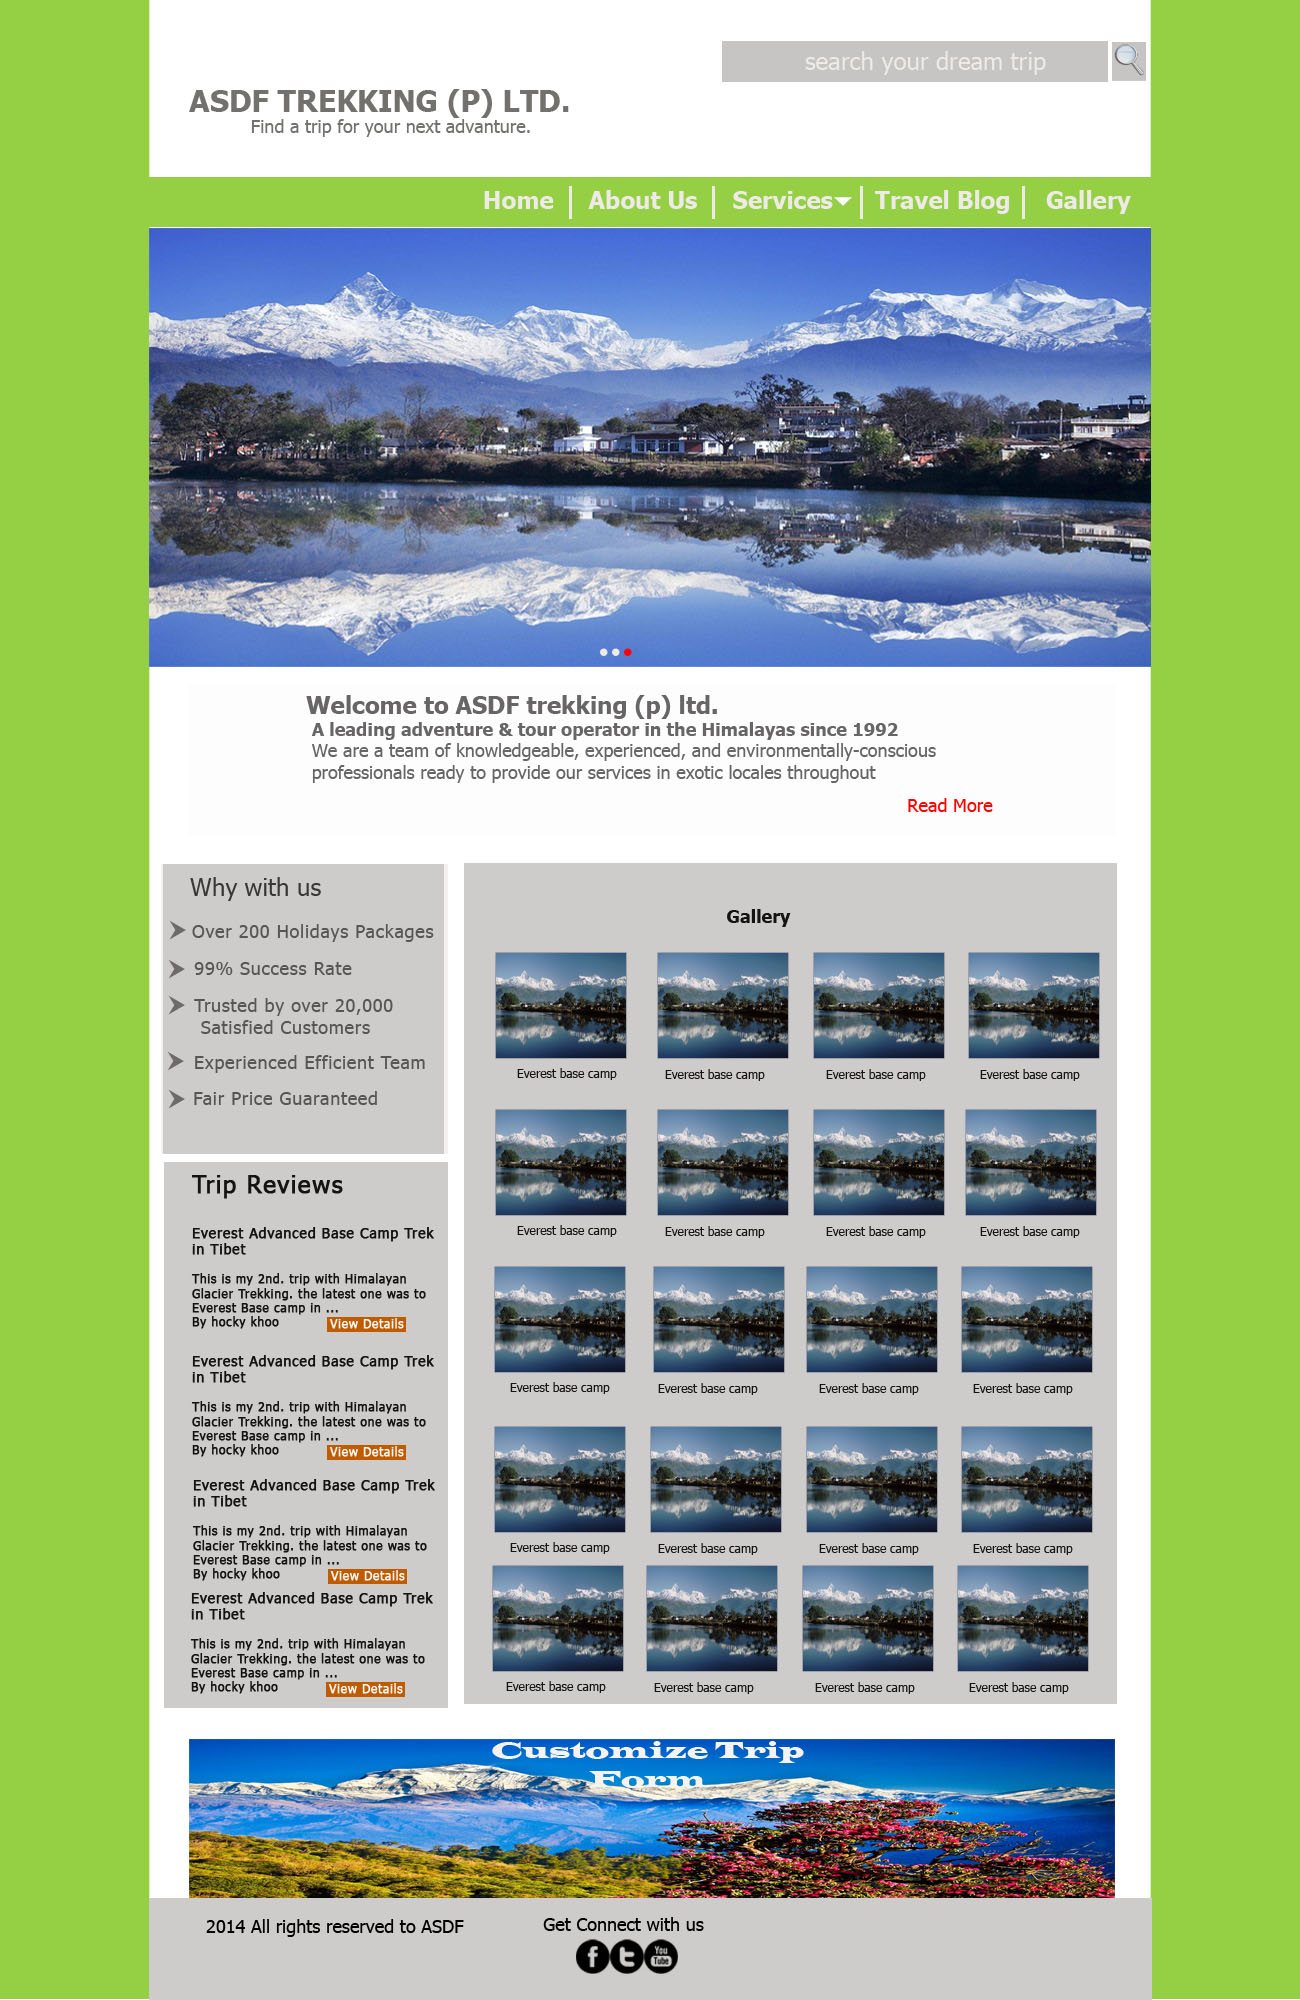 search your dream trip
ASDF TREKKING (P) LTD.
Find a trip for your next advanture.
Home About Us Services Travel Blog Gallery
Welcome to ASDF trekking (p) ltd.
A leading adventure & tour operator in the Himalayas since 1992
We are a team of knowledgeable, experienced, and environmentally-conscious
professionals ready to provide our services in exotic locales throughout
Read More
Why with us
Over 200 Holidays Packages
99% Success Rate
Trusted by over 20,000
Satisfied Customers
Experienced Efficient Team
Fair Price Guaranteed
Trip Reviews
Everest Advanced Base Camp Trek
in Tibet
This is my 2nd. trip with Himalayan
Glacier Trekking. the latest one was to
Everest Base camp in ...
By hocky khoo View Details
Everest Advanced Base Camp Trek
in Tibet
This is my 2nd. trip with Himalayan
Glacier Trekking. the latest one was to
Everest Base camp in ...
By hocky khoo View Details
Everest Advanced Base Camp Trek
in Tibet
This is my 2nd. trip with Himalayan
Glacier Trekking. the latest one was to
Everest Base camp in ...
By hocky khoo View Details
Everest Advanced Base Camp Trek
in Tibet
This is my 2nd. trip with Himalayan
Glacier Trekking. the latest one was to
Everest Base camp in ...
By hocky khoo View Details
Gallery
Everest base camp Everest base camp Everest base camp Everest base camp
Everest base camp Everest base camp Everest base camp Everest base camp
Everest base camp Everest base camp Everest base camp Everest base camp
Everest base camp Everest base camp Everest base camp Everest base camp
Everest base camp Everest base camp Everest base camp Everest base camp
Customize Trip
Form
2014 All rights reserved to ASDF
Get Connect with us
You
Tube